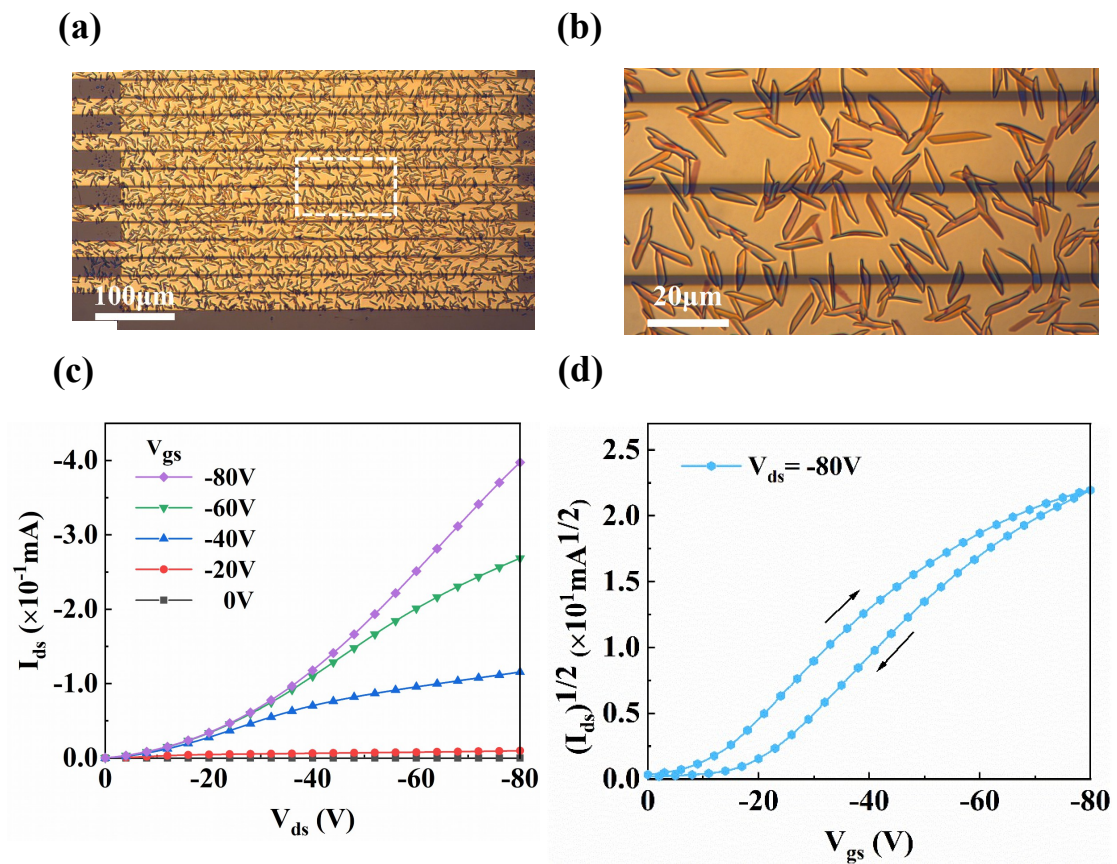 (a)
(b)
100μm
20μm
(c)
(d)
Vgs
-80V
-60V
-40V
-20V
0V
-4.0
-3.0
-2.0
-1.0
0.0
Ids (×10⁻¹mA)
0 -20 -40 -60 -80
Vds (V)
Vds= -80V
2.5
2.0
1.5
1.0
0.5
0.0
(Ids)1/2 (×10¹mA1/2)
0 -20 -40 -60 -80
Vgs (V)